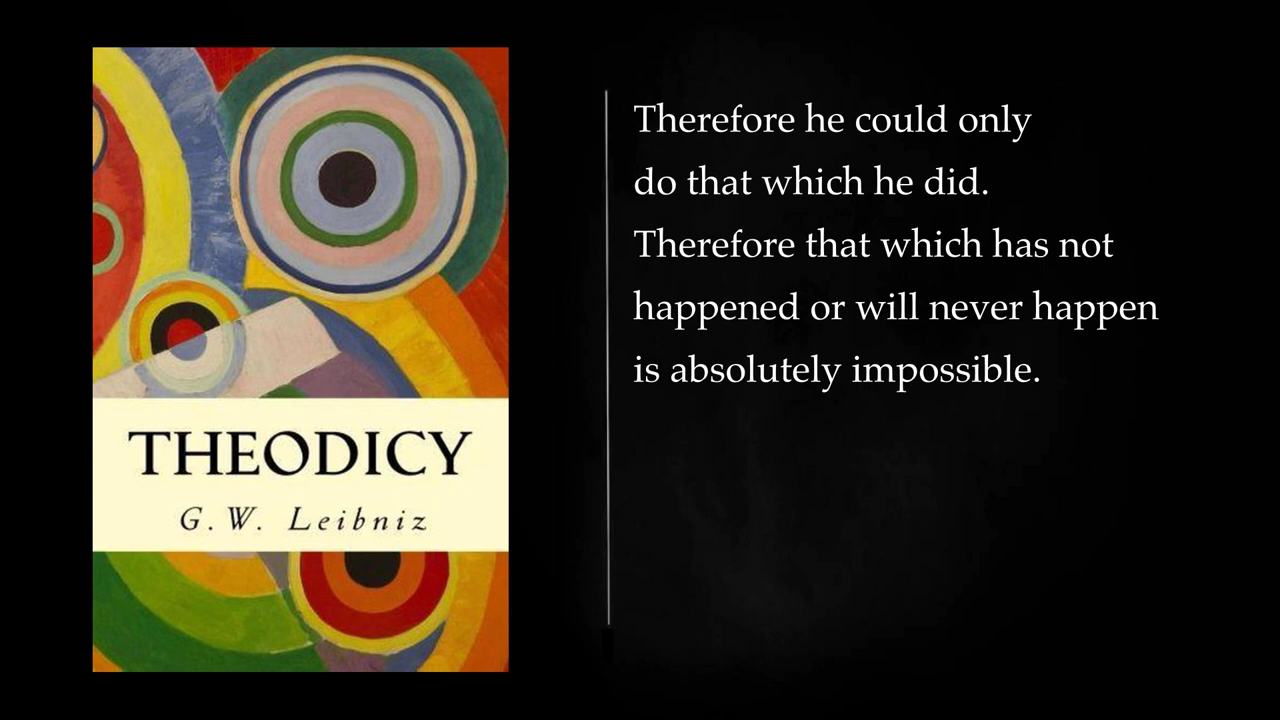 THEODICY
G. W. Leibniz
Therefore he could only
do that which he did.
Therefore that which has not
happened or will never happen
is absolutely impossible.